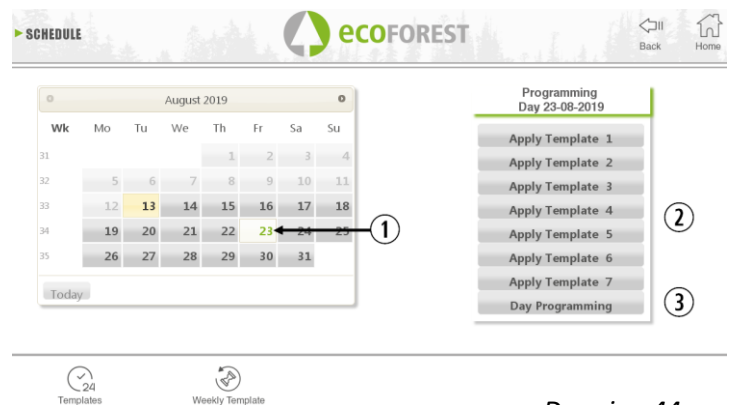 SCHEDULE
ecoFOREST
Back
Home
August 2019
Wk Mo Tu We Th Fr Sa Su
31 1 2 3 4
32 5 6 7 8 9 10 11
33 12 13 14 15 16 17 18
34 19 20 21 22 23 24 25
35 26 27 28 29 30 31
Today
1
Programming
Day 23-08-2019
Apply Template 1
Apply Template 2
Apply Template 3
Apply Template 4
Apply Template 5
Apply Template 6
Apply Template 7
Day Programming
2
3
24
Templates
Weekly Template